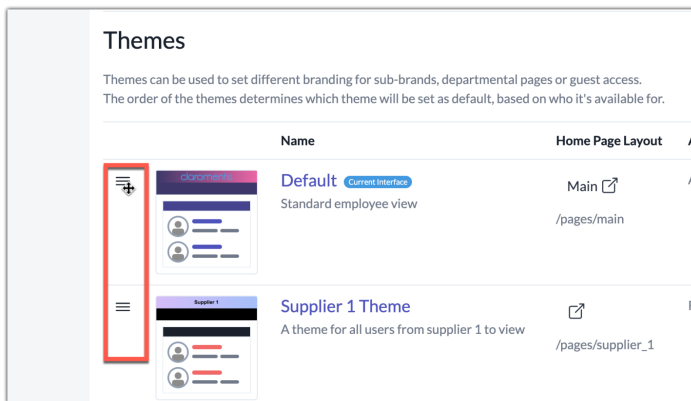 Themes
Themes can be used to set different branding for sub-brands, departmental pages or guest access.
The order of the themes determines which theme will be set as default, based on who it's available for.
Name Home Page Layout
claromentis
Default Current Interface
Main
Standard employee view
/pages/main
Supplier 1
Supplier 1 Theme
A theme for all users from supplier 1 to view
/pages/supplier_1